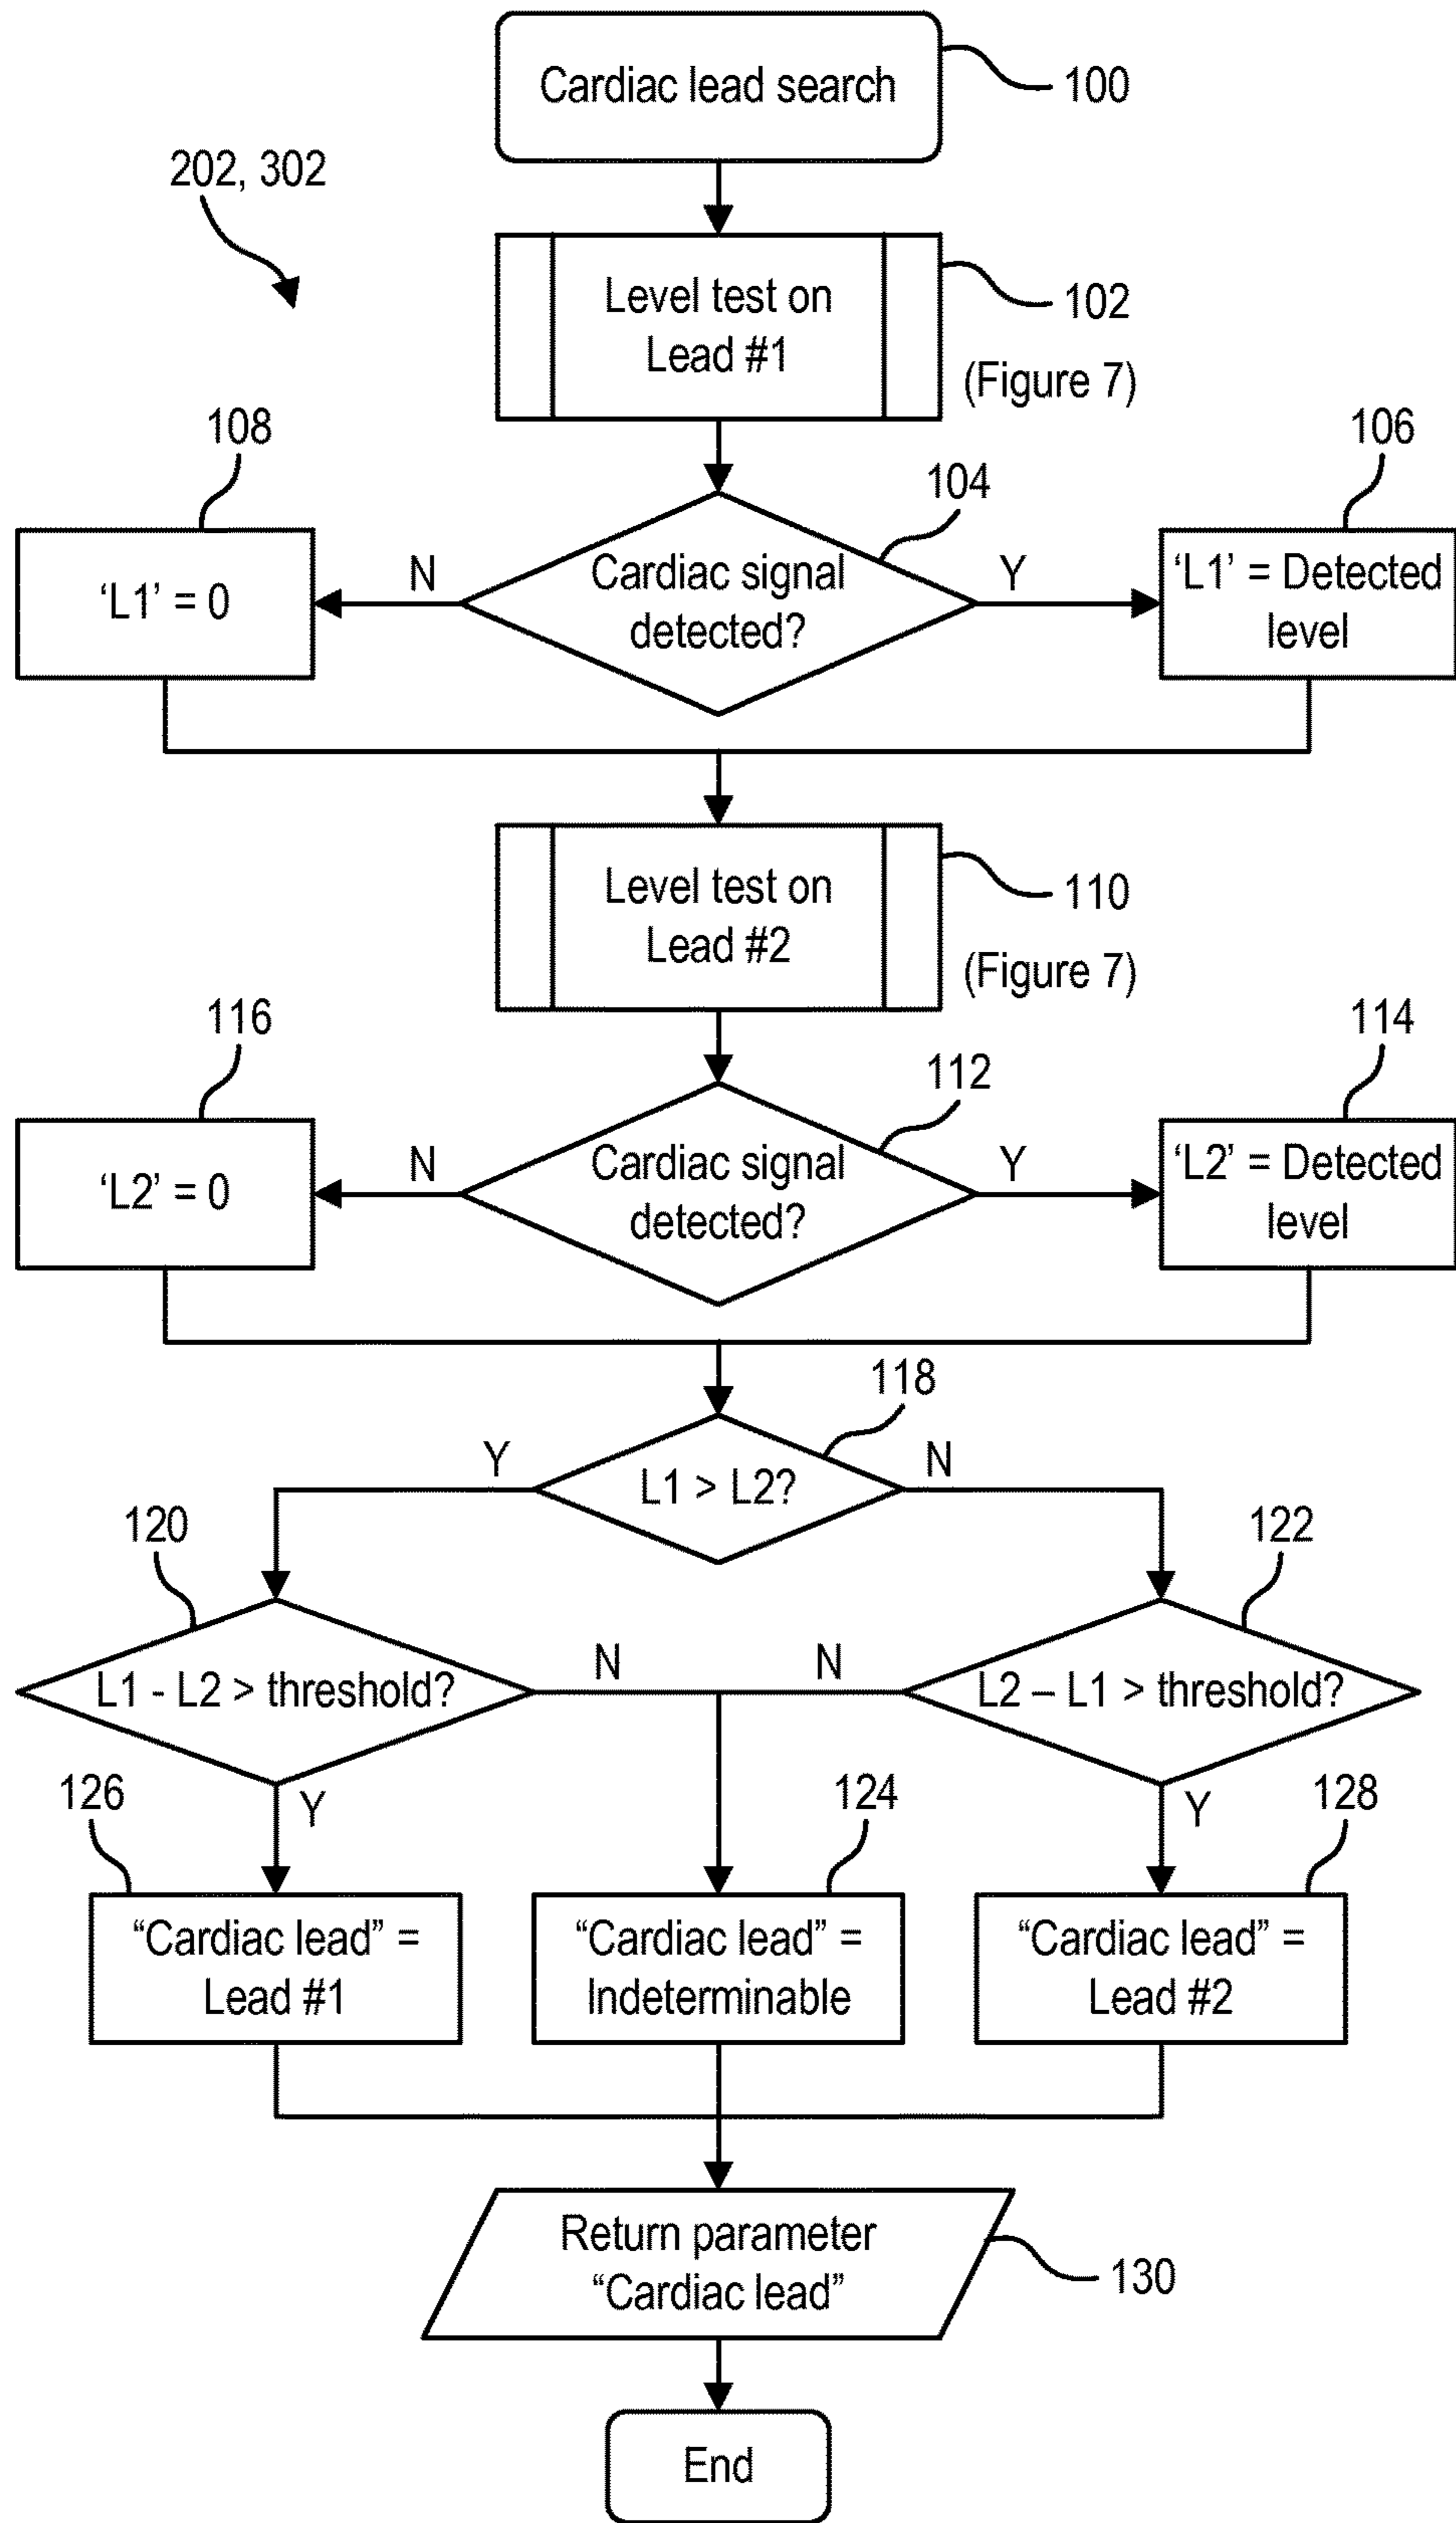 Cardiac lead search
100
202, 302
Level test on
Lead #1
102
(Figure 7)
108
104
106
‘L1’ = 0
N
Cardiac signal
detected?
Y
‘L1’ = Detected
level
Level test on
Lead #2
110
(Figure 7)
116
112
114
‘L2’ = 0
N
Cardiac signal
detected?
Y
‘L2’ = Detected
level
118
Y
L1 > L2?
N
120
122
L1 - L2 > threshold?
N
N
L2 – L1 > threshold?
126
Y
124
Y
128
“Cardiac lead” =
Lead #1
“Cardiac lead” =
Indeterminable
“Cardiac lead” =
Lead #2
Return parameter
“Cardiac lead”
130
End